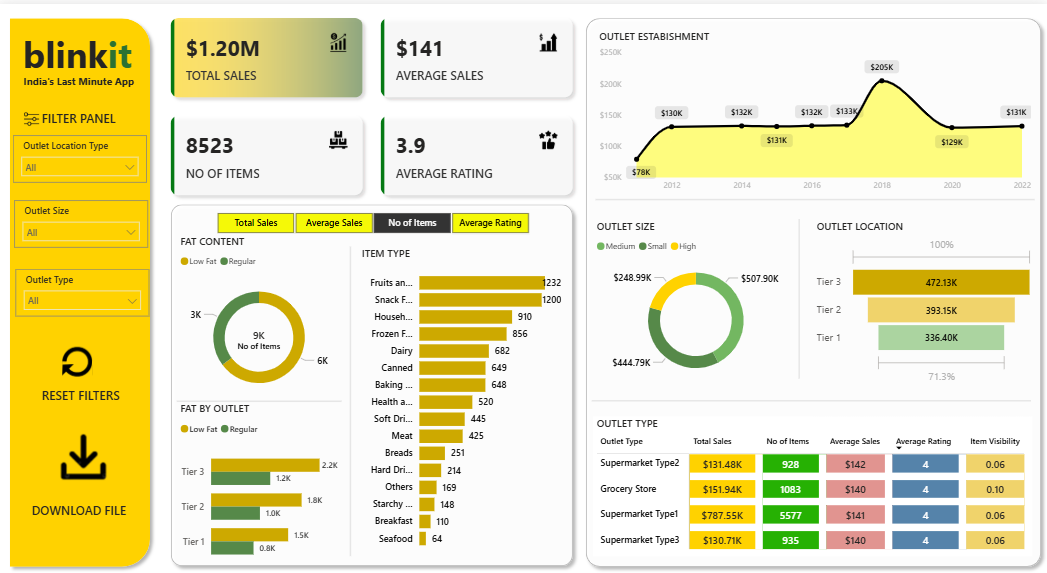 blinkit
India's Last Minute App
FILTER PANEL
Outlet Location Type
All
Outlet Size
All
Outlet Type
All
RESET FILTERS
DOWNLOAD FILE
$1.20M
TOTAL SALES
$141
AVERAGE SALES
8523
NO OF ITEMS
3.9
AVERAGE RATING
Total Sales Average Sales No of Items Average Rating
FAT CONTENT
Low Fat Regular
3K
9K
No of Items
6K
FAT BY OUTLET
Low Fat Regular
Tier 3 2.2K
1.2K
Tier 2 1.8K
1.0K
Tier 1 1.5K
0.8K
ITEM TYPE
Fruits an... 1232
Snack F... 1200
Househ... 910
Frozen F... 856
Dairy 682
Canned 649
Baking ... 648
Health a... 520
Soft Dri... 445
Meat 425
Breads 251
Hard Dri... 214
Others 169
Starchy ... 148
Breakfast 110
Seafood 64
OUTLET ESTABISHMENT
$250K
$200K
$150K
$100K
$50K
$78K
$130K
$132K
$131K
$132K
$133K
$205K
$129K
$131K
2012 2014 2016 2018 2020 2022
OUTLET SIZE
Medium Small High
$248.99K
$507.90K
$444.79K
OUTLET LOCATION
100%
Tier 3 472.13K
Tier 2 393.15K
Tier 1 336.40K
71.3%
OUTLET TYPE
Outlet Type Total Sales No of Items Average Sales Average Rating Item Visibility
Supermarket Type2 $131.48K 928 $142 4 0.06
Grocery Store $151.94K 1083 $140 4 0.10
Supermarket Type1 $787.55K 5577 $141 4 0.06
Supermarket Type3 $130.71K 935 $140 4 0.06